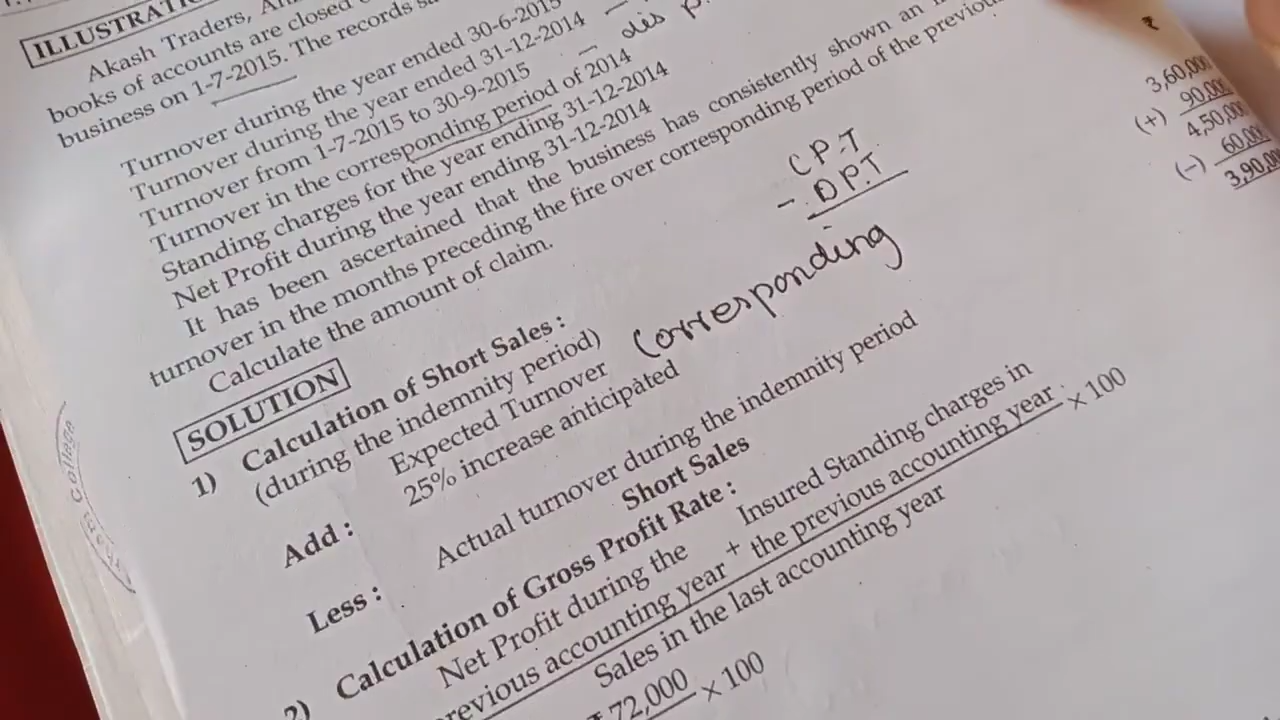 ILLUSTRATI
Akash Traders, An
books of accounts are closed
business on 1-7-2015. The records
Turnover during the year ended 30-6-2015
Turnover during the year ended 31-12-2014
Turnover from 1-7-2015 to 30-9-2015
Turnover in the corresponding period of 2014
Standing charges for the year ending 31-12-2014
Net Profit during the year ending 31-12-2014
It has been ascertained that the business has consistently shown an
turnover in the months preceding the fire over corresponding period of the previous
Calculate the amount of claim.
dis p.
C P.T
- D P.T
Corresponding
SOLUTION
1) Calculation of Short Sales :
(during the indemnity period)
Expected Turnover
Add : 25% increase anticipated
Less : Actual turnover during the indemnity period
Short Sales
₹
3,60,000
(+) 90,000
4,50,000
(-) 60,00
3,90,00
2) Calculation of Gross Profit Rate :
Net Profit during the + Insured Standing charges in
revious accounting year the previous accounting year × 100
Sales in the last accounting year
72,000 × 100
College